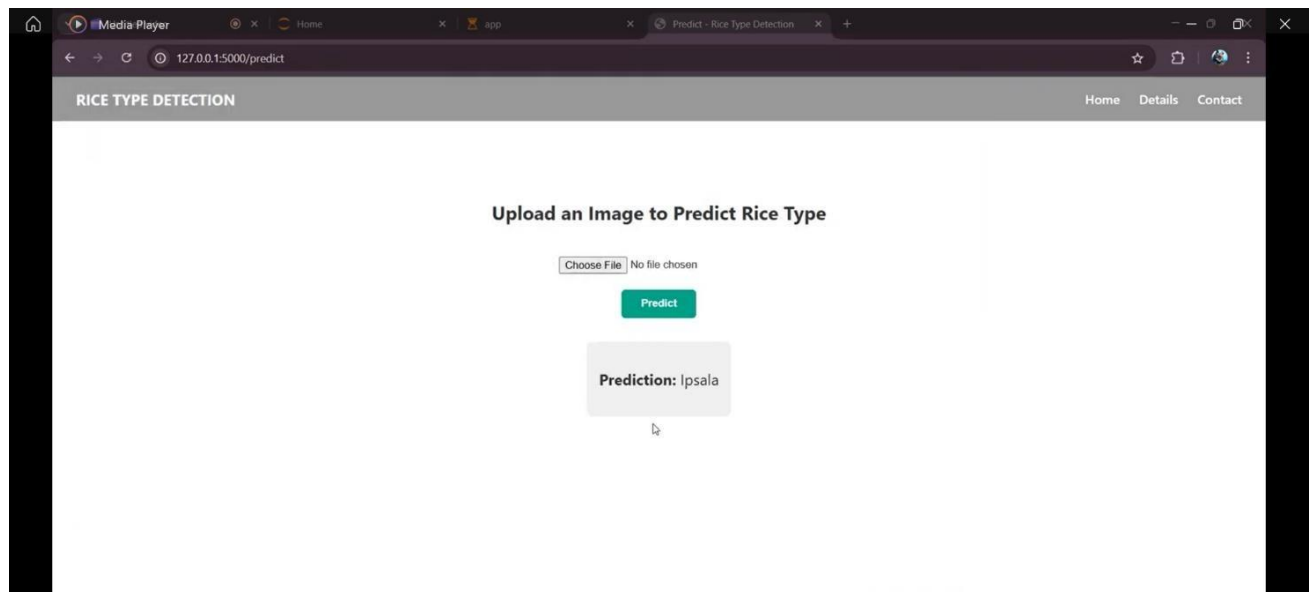 Media Player
Home
app
Predict - Rice Type Detection
127.0.0.1:5000/predict
RICE TYPE DETECTION
Home Details Contact
Upload an Image to Predict Rice Type
Choose File No file chosen
Predict
Prediction: Ipsala